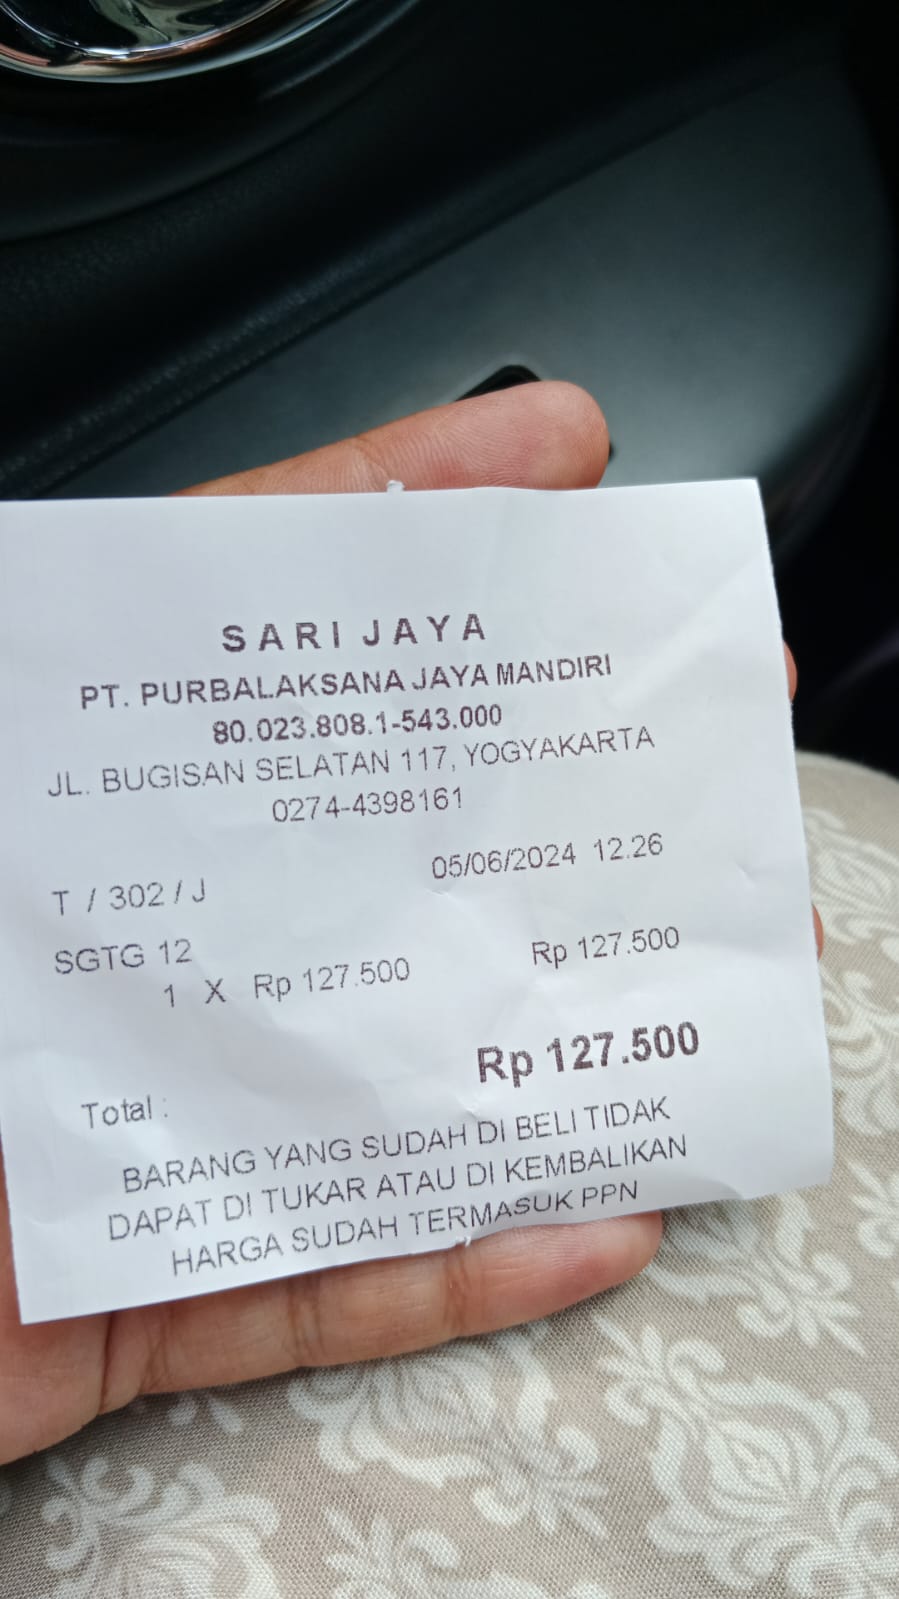 SARI JAYA
PT. PURBALAKSANA JAYA MANDIRI
80.023.808.1-543.000
JL. BUGISAN SELATAN 117, YOGYAKARTA
0274-4398161
05/06/2024 12.26
T / 302 / J
SGTG 12
1 X Rp 127.500 Rp 127.500
Total : Rp 127.500
BARANG YANG SUDAH DI BELI TIDAK
DAPAT DI TUKAR ATAU DI KEMBALIKAN
HARGA SUDAH TERMASUK PPN